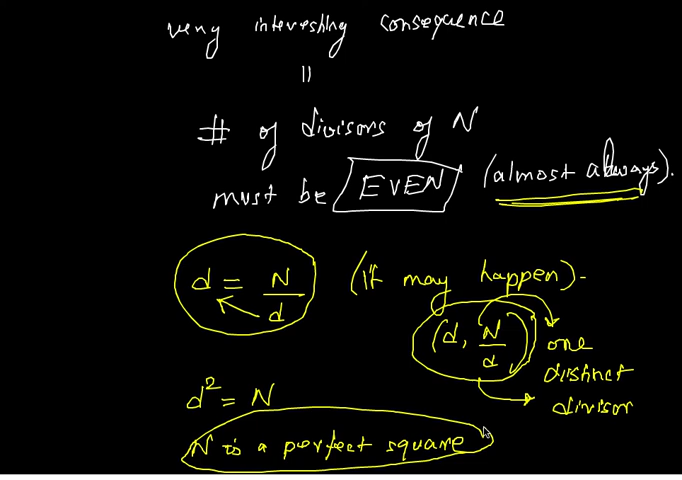 very interesting consequence
=
# of divisors of N
must be EVEN (almost always).
d = N/d (it may happen).
(d, N/d) → one
distinct
→ divisor
d² = N
N is a perfect square